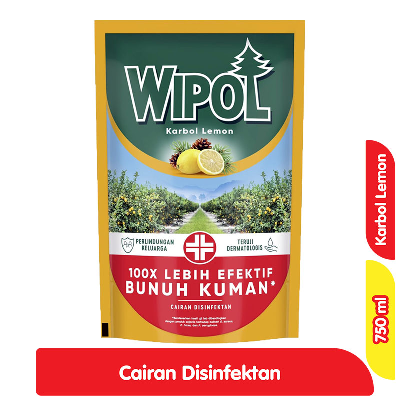 WIPOL
Karbol Lemon
PERLINDUNGAN
KELUARGA
TERUJI
DERMATOLOGIS
100X LEBIH EFEKTIF
BUNUH KUMAN*
CAIRAN DISINFEKTAN
Karbol Lemon
750 ml
Cairan Disinfektan